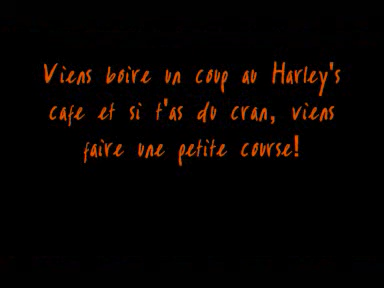 Viens boire un coup au Harley's
cafe et si t'as du cran, viens
faire une petite course!